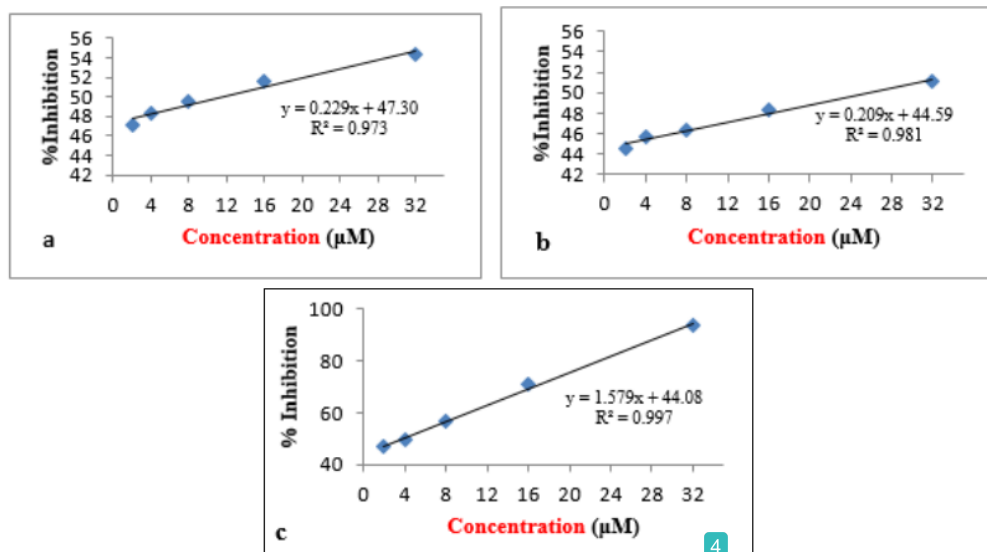 %Inhibition
56
54
52
50
48
46
44
42
y = 0.229x + 47.30
R² = 0.973
0 4 8 12 16 20 24 28 32
a
Concentration (µM)
%Inhibition
56
54
52
50
48
46
44
42
y = 0.209x + 44.59
R² = 0.981
0 4 8 12 16 20 24 28 32
b
Concentration (µM)
% Inhibition
100
80
60
40
y = 1.579x + 44.08
R² = 0.997
0 4 8 12 16 20 24 28 32
c
Concentration (µM)
4